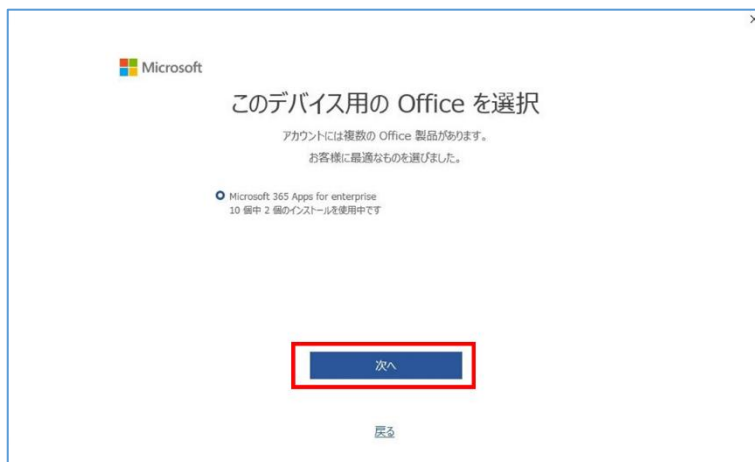 Microsoft
このデバイス用の Office を選択
アカウントには複数の Office 製品があります。
お客様に最適なものを選びました。
Microsoft 365 Apps for enterprise
10 個中 2 個のインストールを使用中です
次へ
戻る